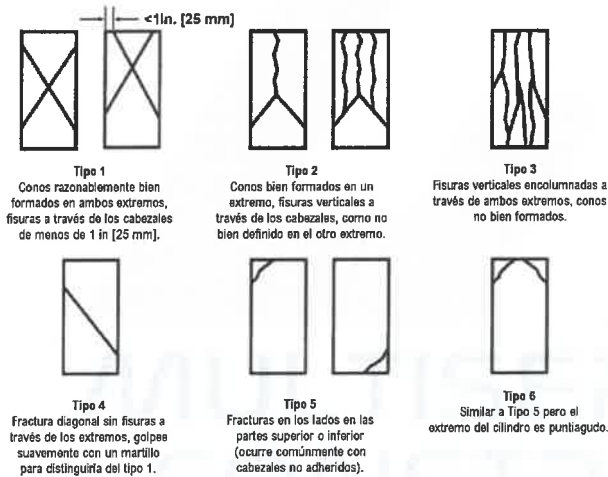 <1in. [25 mm]
Tipo 1
Conos razonablemente bien
formados en ambos extremos,
fisuras a través de los cabezales
de menos de 1 in [25 mm].
Tipo 2
Conos bien formados en un
extremo, fisuras verticales a
través de los cabezales, como no
bien definido en el otro extremo.
Tipo 3
Fisuras verticales encolumnadas a
través de ambos extremos, conos
no bien formados.
Tipo 4
Fractura diagonal sin fisuras a
través de los extremos, golpee
suavemente con un martillo
para distinguirla del tipo 1.
Tipo 5
Fracturas en los lados en las
partes superior o inferior
(ocurre comúnmente con
cabezales no adheridos).
Tipo 6
Similar a Tipo 5 pero el
extremo del cilindro es puntiagudo.